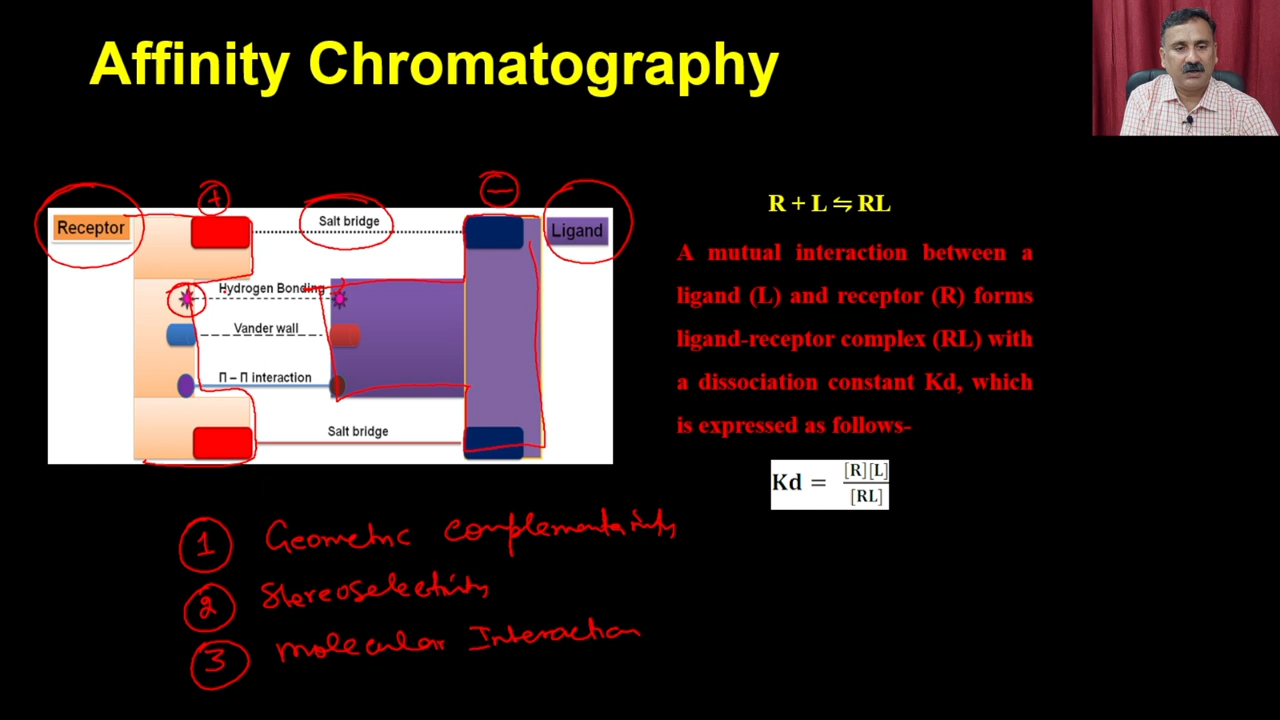 Affinity Chromatography
+
−
Receptor
Salt bridge
Ligand
Hydrogen Bonding
Vander wall
Π – Π interaction
Salt bridge
R + L ⇋ RL
A mutual interaction between a
ligand (L) and receptor (R) forms
ligand-receptor complex (RL) with
a dissociation constant Kd, which
is expressed as follows-
Kd = [R][L]
[RL]
1 Geometric complementarity
2 Stereoselectivity
3 molecular Interaction